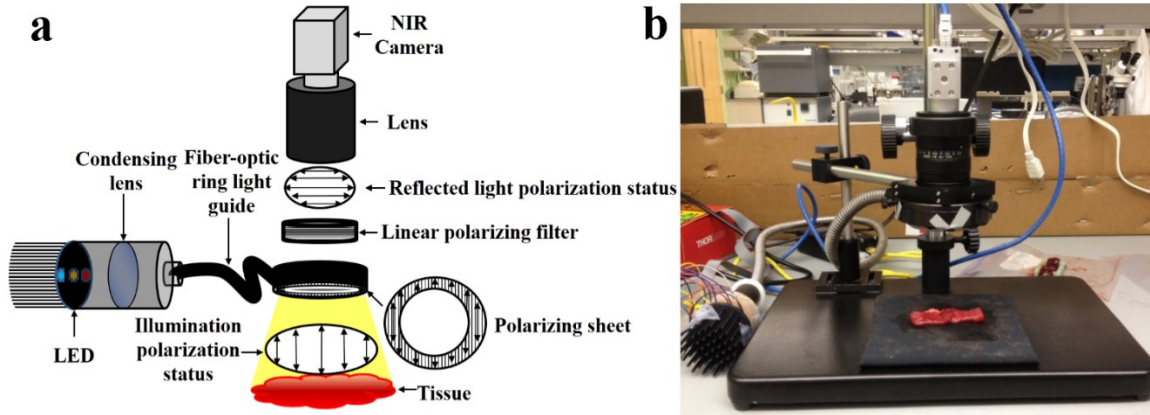 a
NIR
Camera
Lens
Condensing
lens
Fiber-optic
ring light
guide
Reflected light polarization status
Linear polarizing filter
Polarizing sheet
Illumination
polarization
status
LED
Tissue
b
THORLABS